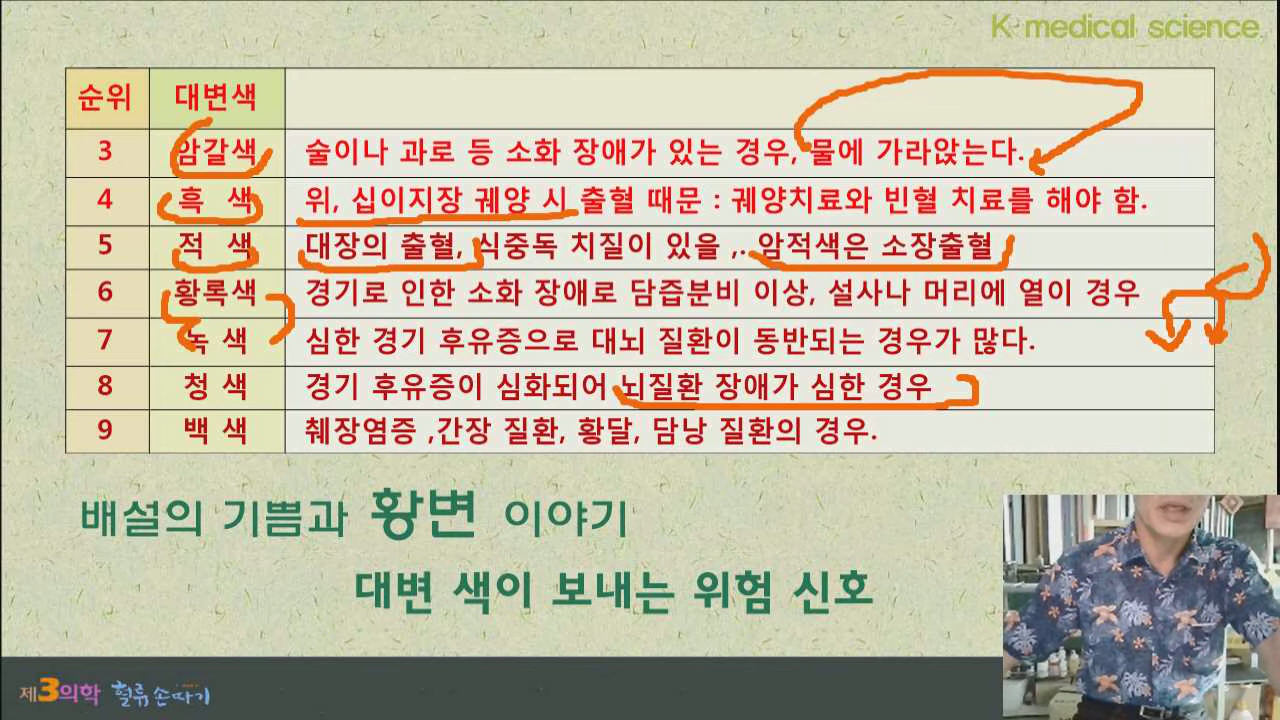 K medical science
순위 대변색
3 암갈색 술이나 과로 등 소화 장애가 있는 경우, 물에 가라앉는다.
4 흑 색 위, 십이지장 궤양 시 출혈 때문 : 궤양치료와 빈혈 치료를 해야 함.
5 적 색 대장의 출혈, 식중독 치질이 있을 ,. 암적색은 소장출혈
6 황록색 경기로 인한 소화 장애로 담즙분비 이상, 설사나 머리에 열이 경우
7 녹 색 심한 경기 후유증으로 대뇌 질환이 동반되는 경우가 많다.
8 청 색 경기 후유증이 심화되어 뇌질환 장애가 심한 경우
9 백 색 췌장염증 ,간장 질환, 황달, 담낭 질환의 경우.
배설의 기쁨과 황변 이야기
대변 색이 보내는 위험 신호
제3의학 혈류 손따기